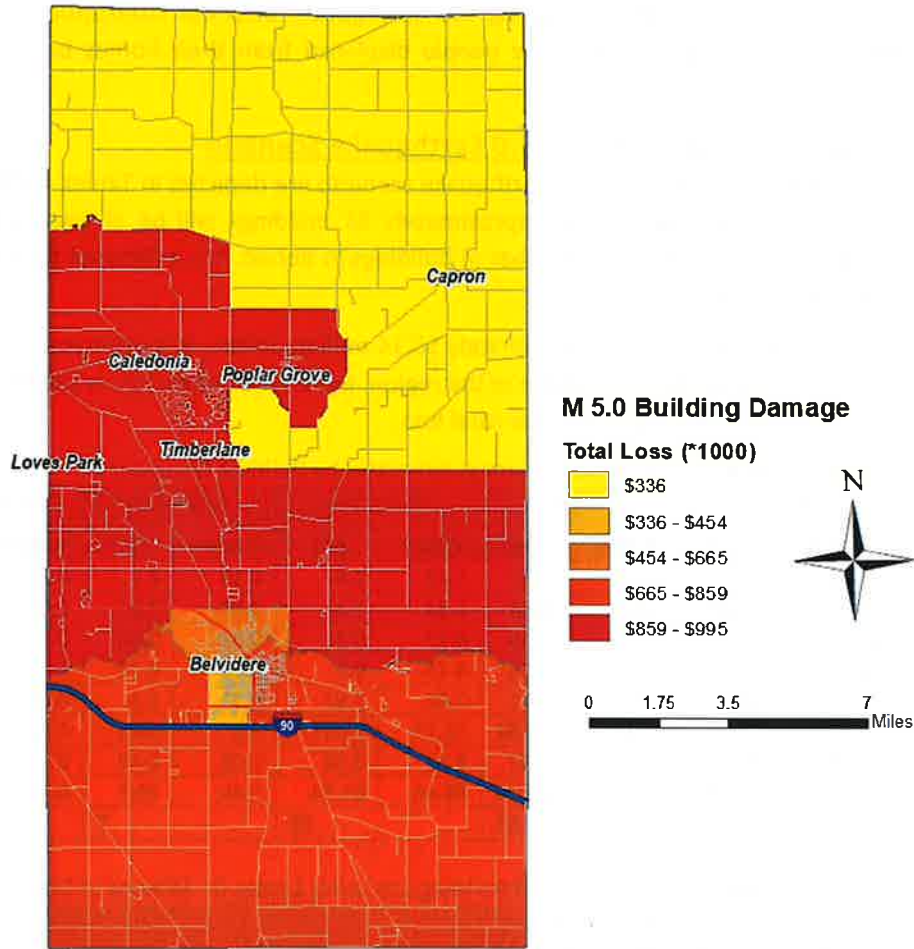 Capron
Caledonia
Poplar Grove
Loves Park
Timberlane
Belvidere
90
M 5.0 Building Damage
Total Loss (*1000)
$336
$336 - $454
$454 - $665
$665 - $859
$859 - $995
N
0 1.75 3.5 7
Miles